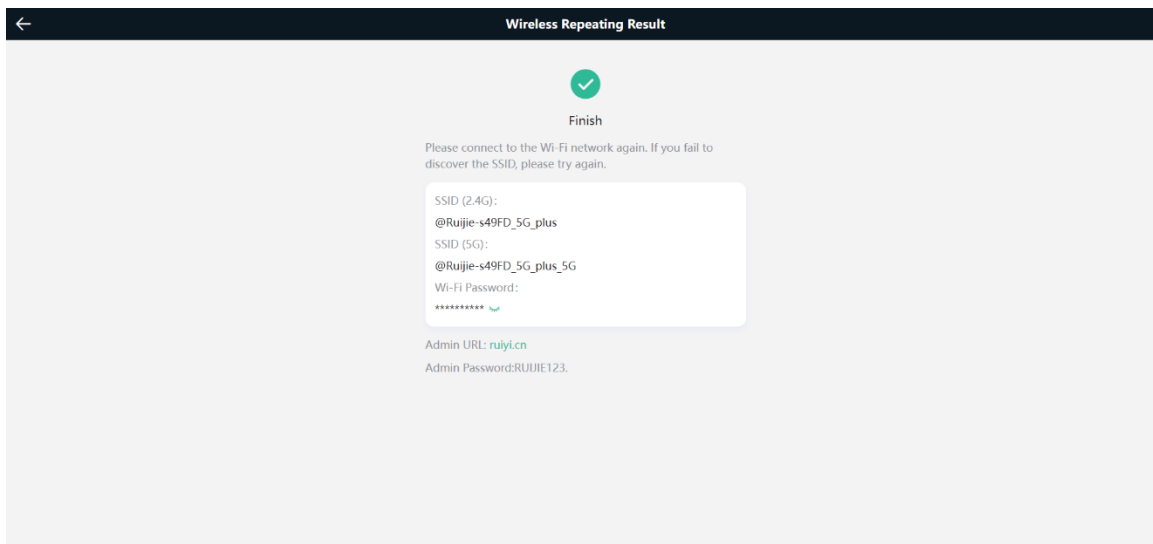 Wireless Repeating Result
Finish
Please connect to the Wi-Fi network again. If you fail to
discover the SSID, please try again.
SSID (2.4G):
@Ruijie-s49FD_5G_plus
SSID (5G):
@Ruijie-s49FD_5G_plus_5G
Wi-Fi Password:
**********
Admin URL: ruiyi.cn
Admin Password:RUIJIE123.